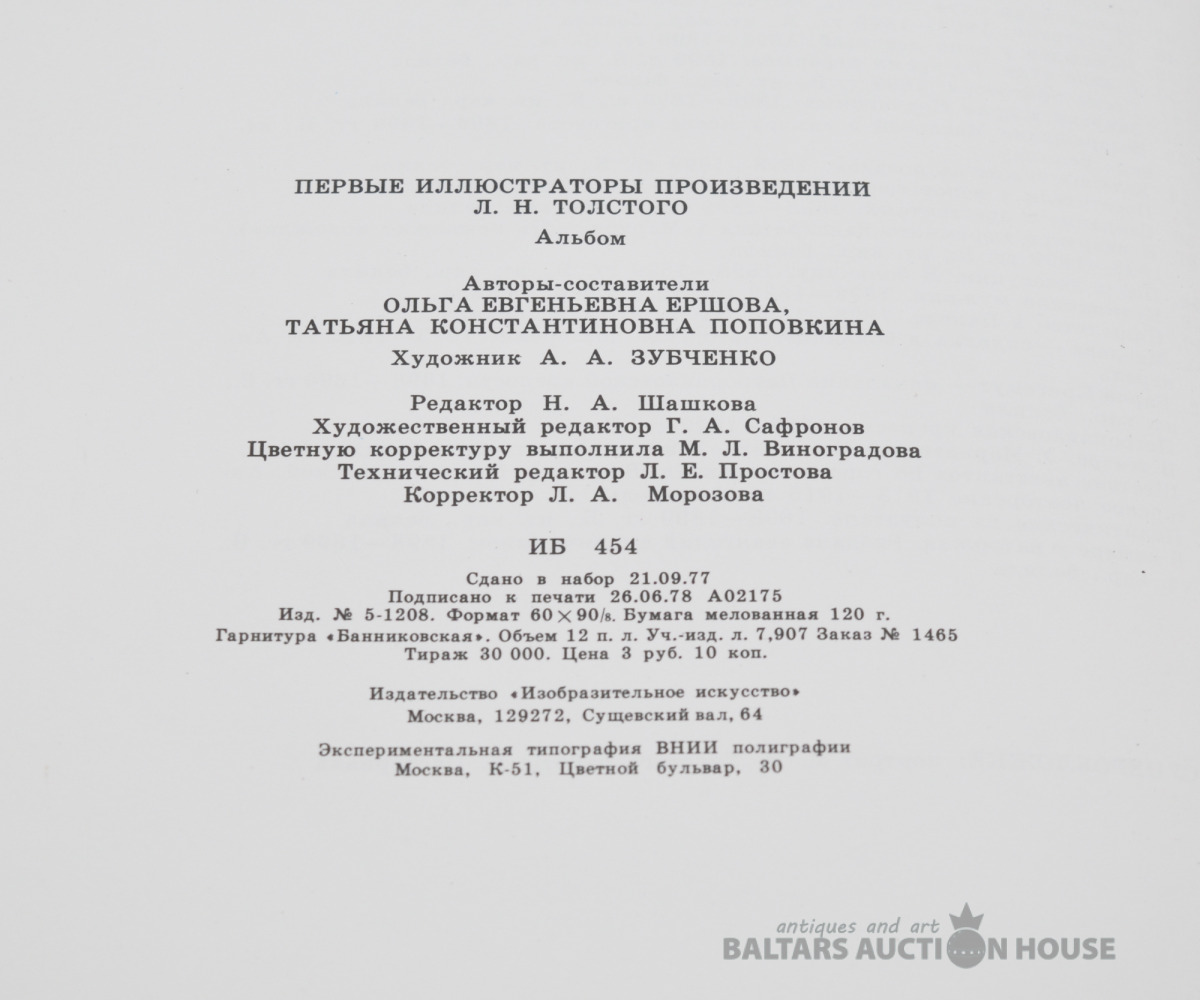 ПЕРВЫЕ ИЛЛЮСТРАТОРЫ ПРОИЗВЕДЕНИЙ
Л. Н. ТОЛСТОГО
Альбом
Авторы-составители
ОЛЬГА ЕВГЕНЬЕВНА ЕРШОВА,
ТАТЬЯНА КОНСТАНТИНОВНА ПОПОВКИНА
Художник А. А. ЗУБЧЕНКО
Редактор Н. А. Шашкова
Художественный редактор Г. А. Сафронов
Цветную корректуру выполнила М. Л. Виноградова
Технический редактор Л. Е. Простова
Корректор Л. А. Морозова
ИБ 454
Сдано в набор 21.09.77
Подписано к печати 26.06.78 А02175
Изд. № 5-1208. Формат 60×90/8. Бумага мелованная 120 г.
Гарнитура «Банниковская». Объем 12 п. л. Уч.-изд. л. 7,907 Заказ № 1465
Тираж 30 000. Цена 3 руб. 10 коп.
Издательство «Изобразительное искусство»
Москва, 129272, Сущевский вал, 64
Экспериментальная типография ВНИИ полиграфии
Москва, К-51, Цветной бульвар, 30
antiques and art
BALTARS AUCTION HOUSE